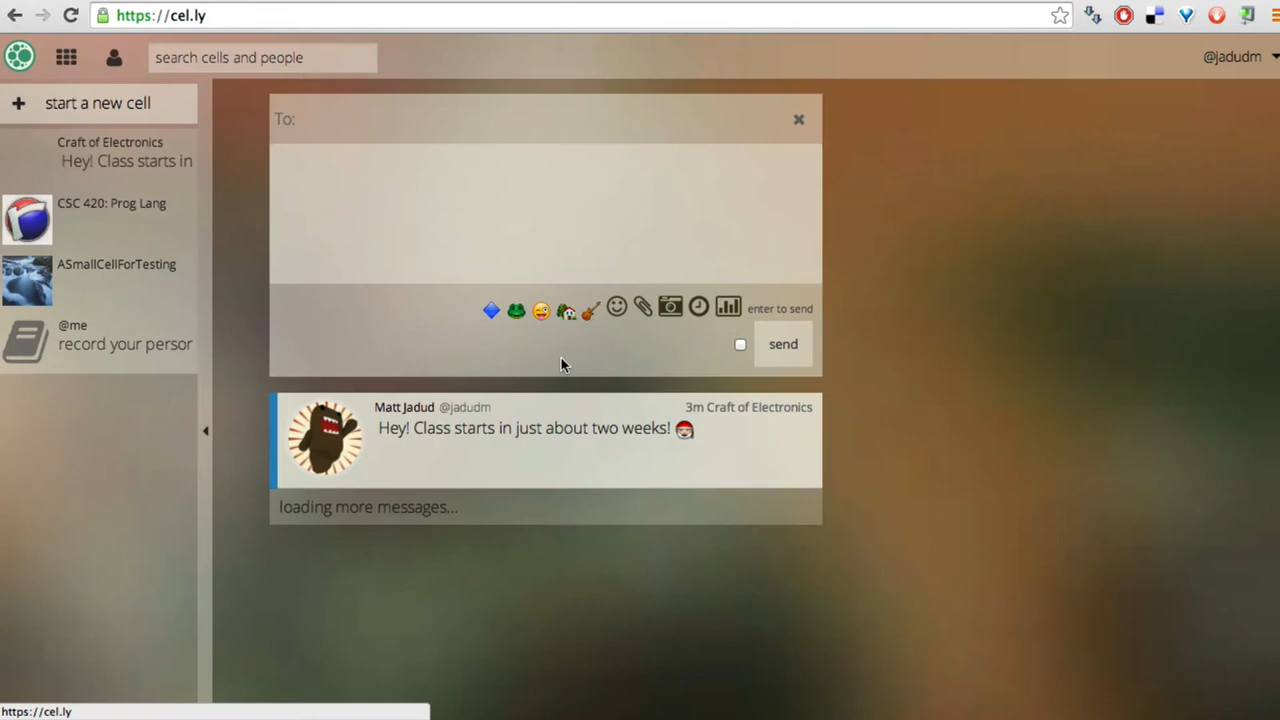 https://cel.ly
search cells and people
@jadudm
+ start a new cell
Craft of Electronics
Hey! Class starts in
CSC 420: Prog Lang
ASmallCellForTesting
@me
record your person
To:
enter to send
send
Matt Jadud @jadudm
3m Craft of Electronics
Hey! Class starts in just about two weeks!
loading more messages...
https://cel.ly